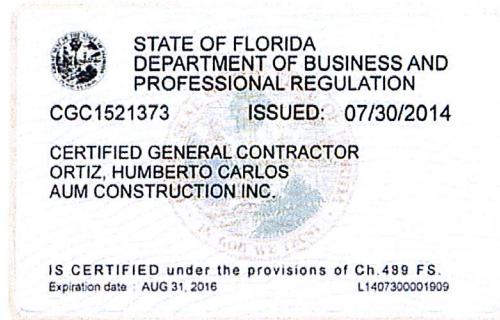 STATE OF FLORIDA
DEPARTMENT OF BUSINESS AND
PROFESSIONAL REGULATION
CGC1521373 ISSUED: 07/30/2014
CERTIFIED GENERAL CONTRACTOR
ORTIZ, HUMBERTO CARLOS
AUM CONSTRUCTION INC.
IS CERTIFIED under the provisions of Ch.489 FS.
Expiration date : AUG 31, 2016 L1407300001909